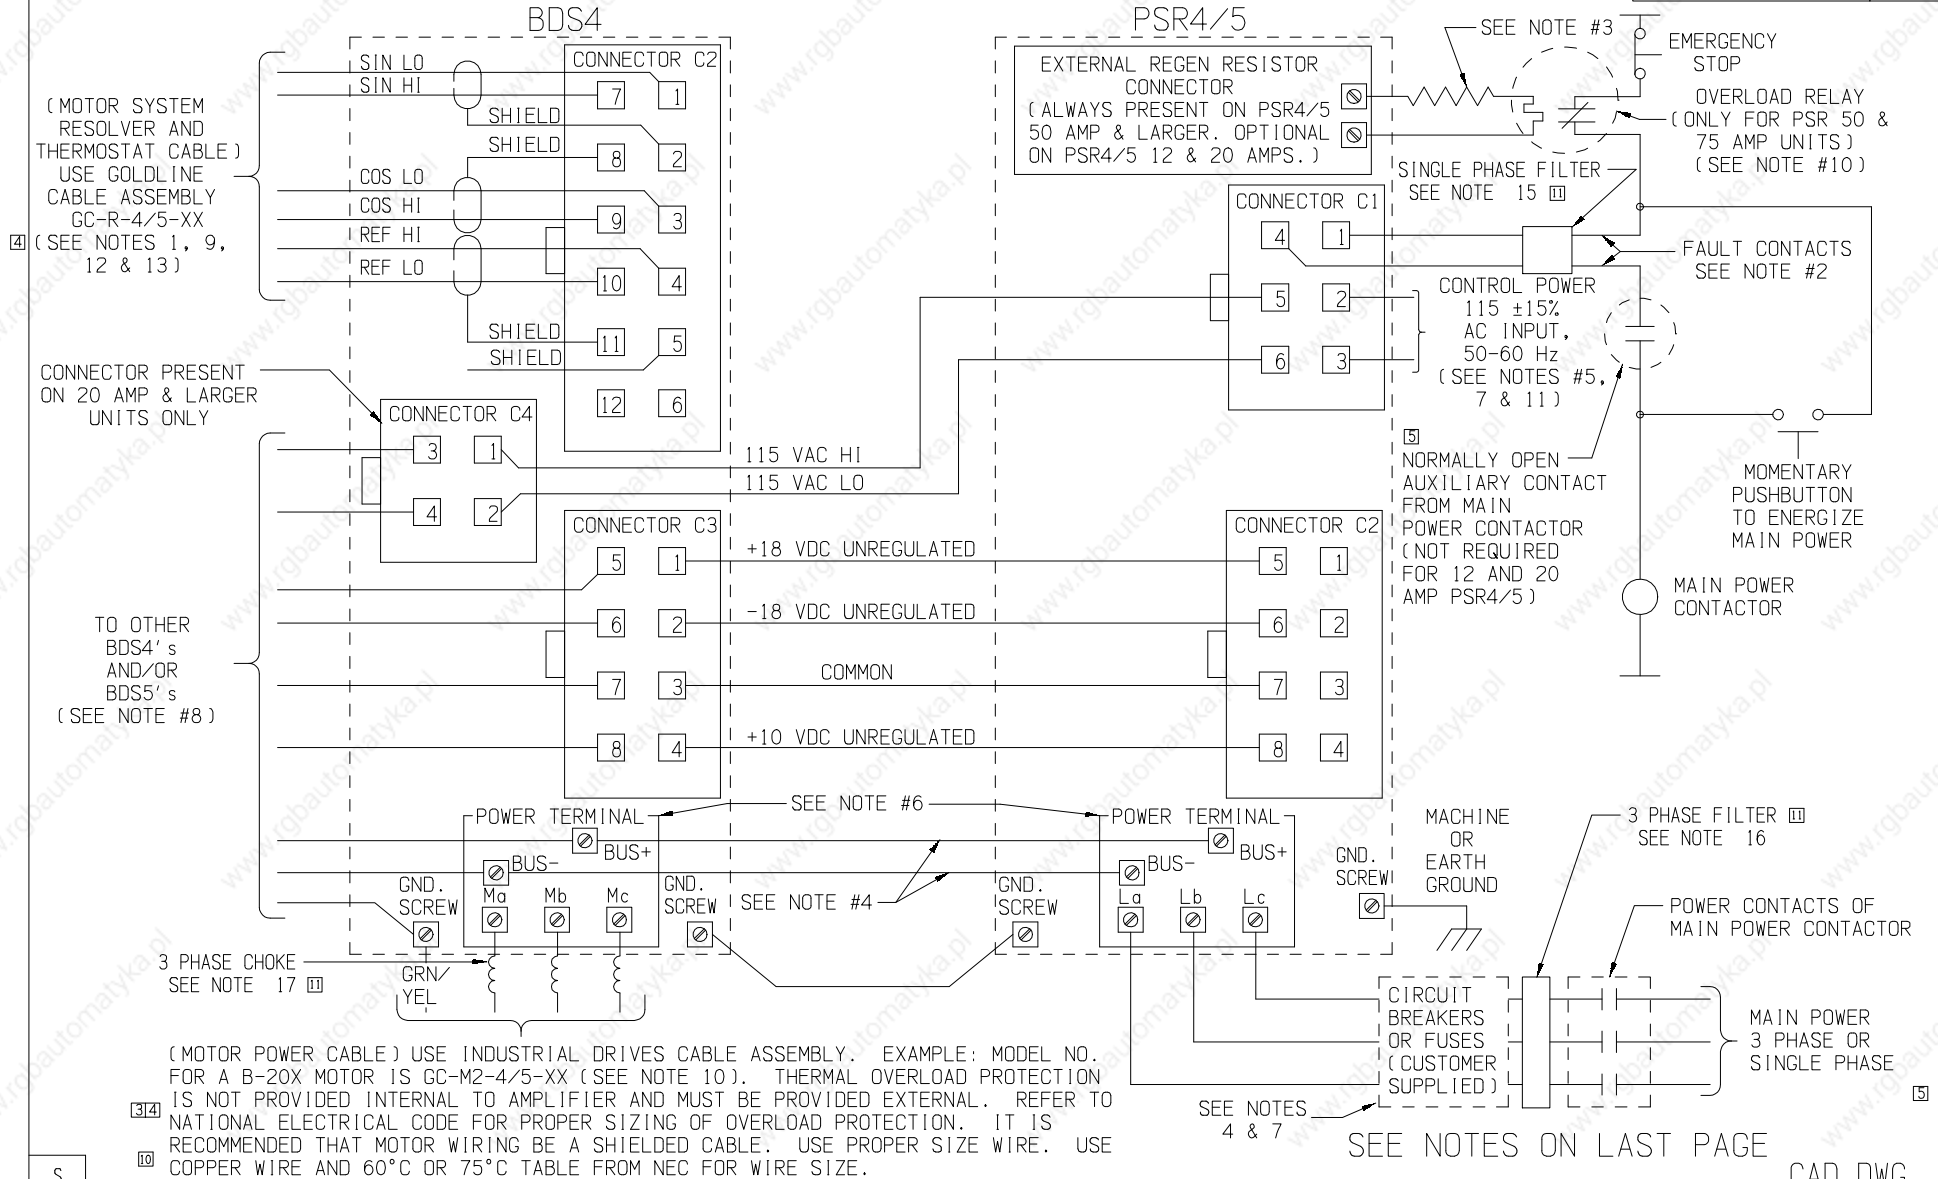 BDS4
PSR4/5
(MOTOR SYSTEM
RESOLVER AND
THERMOSTAT CABLE)
USE GOLDLINE
CABLE ASSEMBLY
GC-R-4/5-XX
4 (SEE NOTES 1, 9,
12 & 13)
SIN LO
SIN HI
SHIELD
SHIELD
COS LO
COS HI
REF HI
REF LO
SHIELD
SHIELD
CONNECTOR C2
7 1
8 2
9 3
10 4
11 5
12 6
CONNECTOR PRESENT
ON 20 AMP & LARGER
UNITS ONLY
CONNECTOR C4
3 1
4 2
115 VAC HI
115 VAC LO
EXTERNAL REGEN RESISTOR
CONNECTOR
(ALWAYS PRESENT ON PSR4/5
50 AMP & LARGER. OPTIONAL
ON PSR4/5 12 & 20 AMPS.)
SEE NOTE #3
EMERGENCY
STOP
OVERLOAD RELAY
(ONLY FOR PSR 50 &
75 AMP UNITS)
(SEE NOTE #10)
SINGLE PHASE FILTER
SEE NOTE 15 11
CONNECTOR C1
4 1
5 2
6 3
FAULT CONTACTS
SEE NOTE #2
CONTROL POWER
115 ±15%
AC INPUT,
50-60 Hz
(SEE NOTES #5,
7 & 11)
5
NORMALLY OPEN
AUXILIARY CONTACT
FROM MAIN
POWER CONTACTOR
(NOT REQUIRED
FOR 12 AND 20
AMP PSR4/5)
MOMENTARY
PUSHBUTTON
TO ENERGIZE
MAIN POWER
MAIN POWER
CONTACTOR
TO OTHER
BDS4's
AND/OR
BDS5's
(SEE NOTE #8)
CONNECTOR C3
5 1
6 2
7 3
8 4
+18 VDC UNREGULATED
-18 VDC UNREGULATED
COMMON
+10 VDC UNREGULATED
CONNECTOR C2
5 1
6 2
7 3
8 4
SEE NOTE #6
POWER TERMINAL
BUS+
BUS-
Ma Mb Mc
GND.
SCREW
GND.
SCREW
SEE NOTE #4
GND.
SCREW
POWER TERMINAL
BUS+
BUS-
La Lb Lc
GND.
SCREW
MACHINE
OR
EARTH
GROUND
3 PHASE FILTER 11
SEE NOTE 16
POWER CONTACTS OF
MAIN POWER CONTACTOR
3 PHASE CHOKE
SEE NOTE 17 11
GRN/
YEL
CIRCUIT
BREAKERS
OR FUSES
(CUSTOMER
SUPPLIED)
MAIN POWER
3 PHASE OR
SINGLE PHASE
5
SEE NOTES
4 & 7
(MOTOR POWER CABLE) USE INDUSTRIAL DRIVES CABLE ASSEMBLY. EXAMPLE: MODEL NO.
FOR A B-20X MOTOR IS GC-M2-4/5-XX (SEE NOTE 10). THERMAL OVERLOAD PROTECTION
34 IS NOT PROVIDED INTERNAL TO AMPLIFIER AND MUST BE PROVIDED EXTERNAL. REFER TO
NATIONAL ELECTRICAL CODE FOR PROPER SIZING OF OVERLOAD PROTECTION. IT IS
10 RECOMMENDED THAT MOTOR WIRING BE A SHIELDED CABLE. USE PROPER SIZE WIRE. USE
COPPER WIRE AND 60°C OR 75°C TABLE FROM NEC FOR WIRE SIZE.
SEE NOTES ON LAST PAGE
CAD DWG
S
www.rgbautomatyka.pl